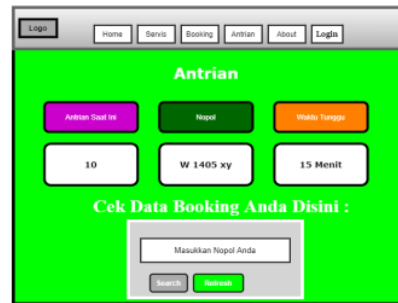 Logo
Home Servis Booking Antrian About Login
Antrian
Antrian Saat Ini Nopol Waktu Tunggu
10 W 1405 xy 15 Menit
Cek Data Booking Anda Disini :
Masukkan Nopol Anda
Search Refresh